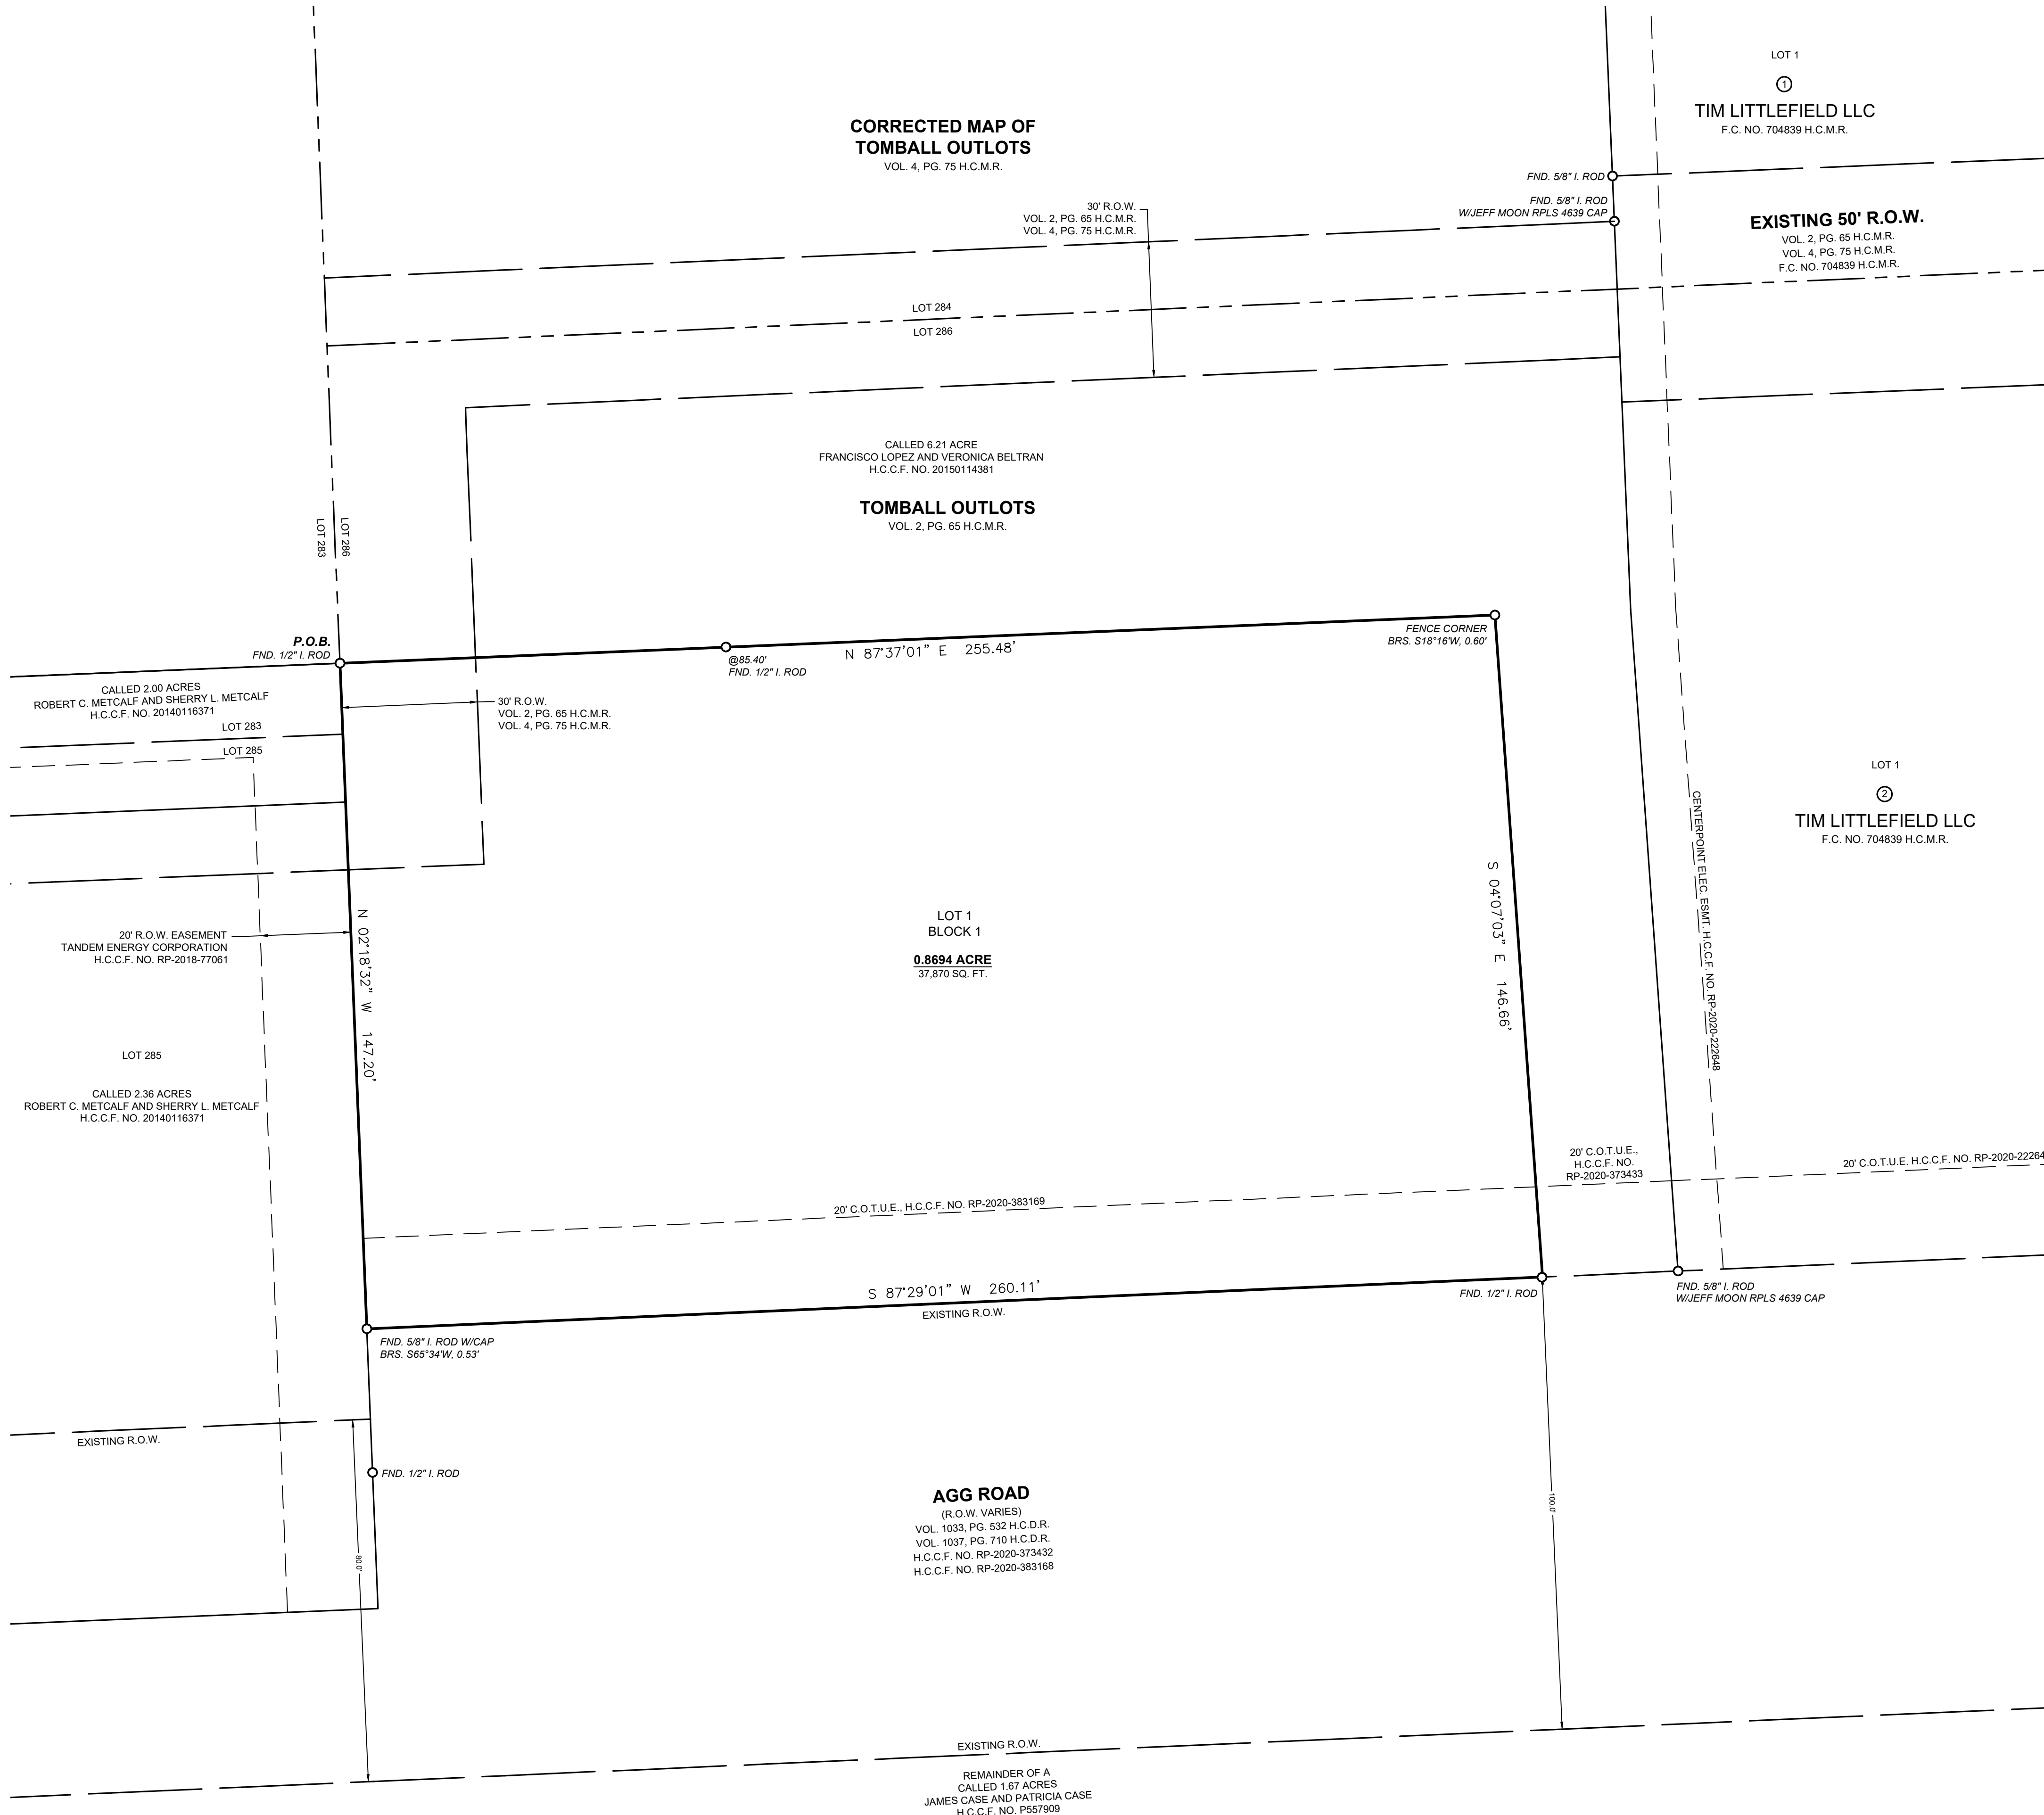 LOT 1
1
TIM LITTLEFIELD LLC
F.C. NO. 704839 H.C.M.R.
CORRECTED MAP OF
TOMBALL OUTLOTS
VOL. 4, PG. 75 H.C.M.R.
FND. 5/8" I. ROD
FND. 5/8" I. ROD
W/JEFF MOON RPLS 4639 CAP
30' R.O.W.
VOL. 2, PG. 65 H.C.M.R.
VOL. 4, PG. 75 H.C.M.R.
EXISTING 50' R.O.W.
VOL. 2, PG. 65 H.C.M.R.
VOL. 4, PG. 75 H.C.M.R.
F.C. NO. 704839 H.C.M.R.
LOT 284
LOT 286
CALLED 6.21 ACRE
FRANCISCO LOPEZ AND VERONICA BELTRAN
H.C.C.F. NO. 20150114381
TOMBALL OUTLOTS
VOL. 2, PG. 65 H.C.M.R.
LOT 283
LOT 286
P.O.B.
FND. 1/2" I. ROD
@85.40'
FND. 1/2" I. ROD
N 87°37'01" E 255.48'
FENCE CORNER
BRS. S18°16'W, 0.60'
CALLED 2.00 ACRES
ROBERT C. METCALF AND SHERRY L. METCALF
H.C.C.F. NO. 20140116371
LOT 283
LOT 285
30' R.O.W.
VOL. 2, PG. 65 H.C.M.R.
VOL. 4, PG. 75 H.C.M.R.
LOT 1
2
TIM LITTLEFIELD LLC
F.C. NO. 704839 H.C.M.R.
CENTERPOINT ELEC. ESMT. H.C.C.F. NO. RP-2020-222648
S 04°07'03" E 146.66'
N 02°18'32" W 147.20'
LOT 1
BLOCK 1
0.8694 ACRE
37,870 SQ. FT.
20' R.O.W. EASEMENT
TANDEM ENERGY CORPORATION
H.C.C.F. NO. RP-2018-77061
LOT 285
CALLED 2.36 ACRES
ROBERT C. METCALF AND SHERRY L. METCALF
H.C.C.F. NO. 20140116371
20' C.O.T.U.E.,
H.C.C.F. NO.
RP-2020-373433
20' C.O.T.U.E. H.C.C.F. NO. RP-2020-22264
20' C.O.T.U.E., H.C.C.F. NO. RP-2020-383169
S 87°29'01" W 260.11'
EXISTING R.O.W.
FND. 1/2" I. ROD
FND. 5/8" I. ROD
W/JEFF MOON RPLS 4639 CAP
FND. 5/8" I. ROD W/CAP
BRS. S65°34'W, 0.53'
EXISTING R.O.W.
FND. 1/2" I. ROD
80.0'
100.0'
AGG ROAD
(R.O.W. VARIES)
VOL. 1033, PG. 532 H.C.D.R.
VOL. 1037, PG. 710 H.C.D.R.
H.C.C.F. NO. RP-2020-373432
H.C.C.F. NO. RP-2020-383168
EXISTING R.O.W.
REMAINDER OF A
CALLED 1.67 ACRES
JAMES CASE AND PATRICIA CASE
H.C.C.F. NO. P557909